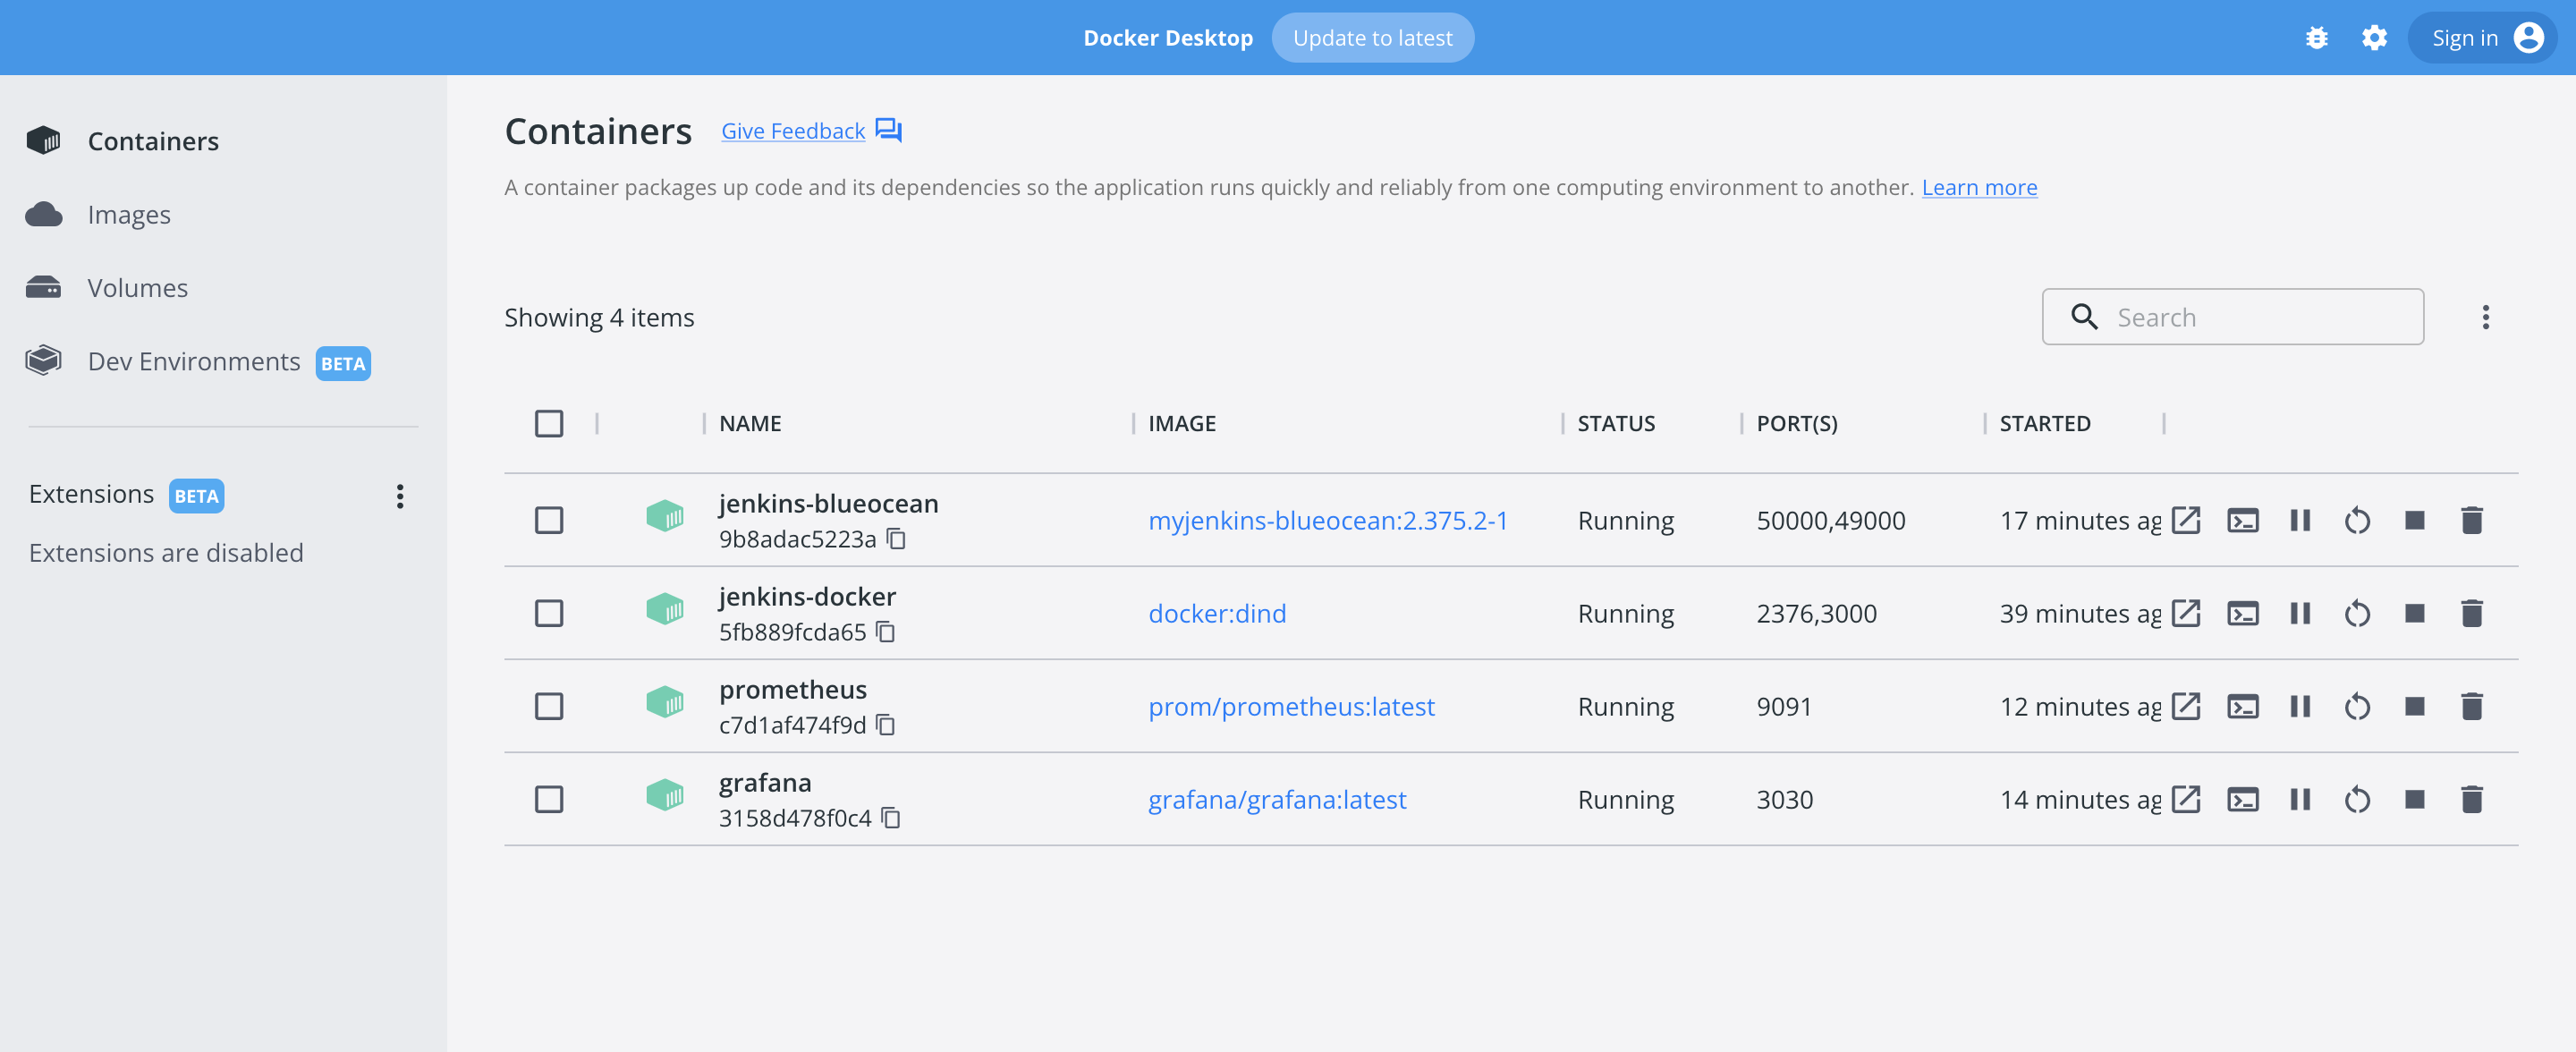 Docker Desktop Update to latest Sign in
Containers
Images
Volumes
Dev Environments BETA
Extensions BETA
Extensions are disabled
Containers Give Feedback
A container packages up code and its dependencies so the application runs quickly and reliably from one computing environment to another. Learn more
Showing 4 items Search
NAME IMAGE STATUS PORT(S) STARTED
jenkins-blueocean
9b8adac5223a
myjenkins-blueocean:2.375.2-1 Running 50000,49000 17 minutes ag
jenkins-docker
5fb889fcda65
docker:dind Running 2376,3000 39 minutes ag
prometheus
c7d1af474f9d
prom/prometheus:latest Running 9091 12 minutes ag
grafana
3158d478f0c4
grafana/grafana:latest Running 3030 14 minutes ag